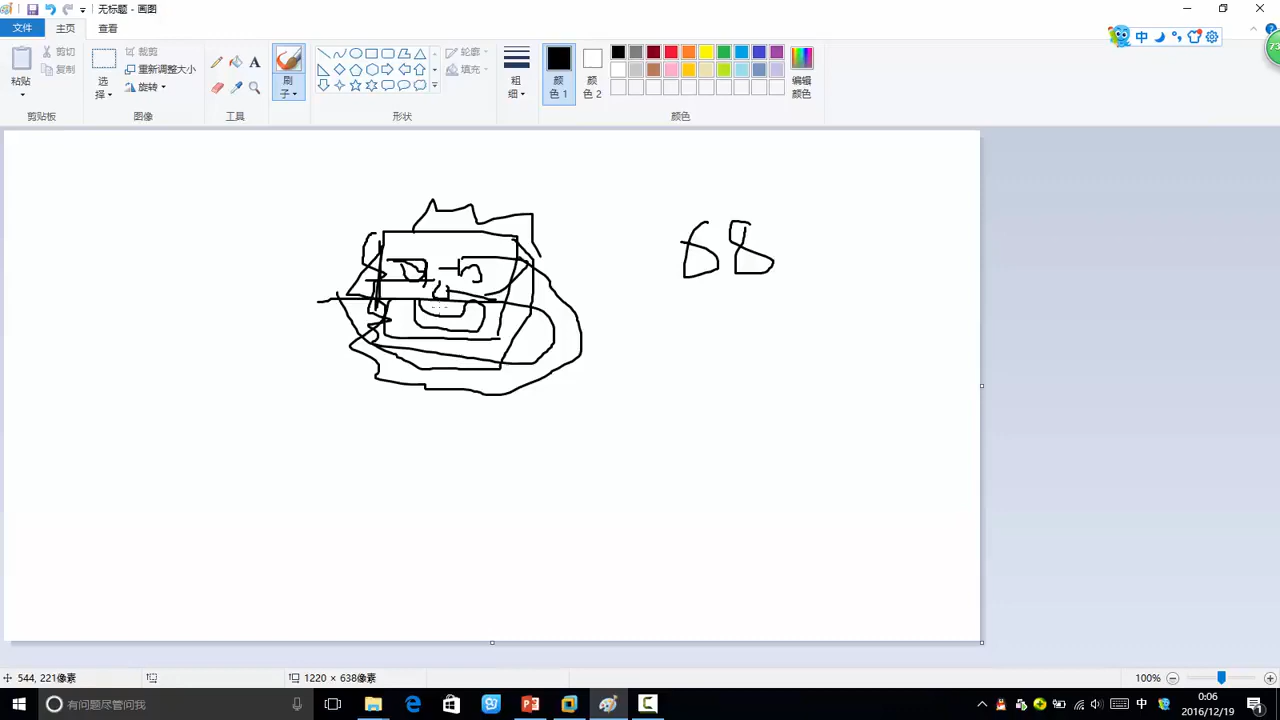 无标题 - 画图
文件 主页 查看
粘贴 剪切 复制 选择 裁剪 重新调整大小 旋转 A 刷子 轮廓 填充 粗细 颜色 1 颜色 2 编辑颜色
剪贴板 图像 工具 形状 颜色
中
68
544, 221像素 1220 × 638像素 100%
有问题尽管问我 中 0:06
2016/12/19